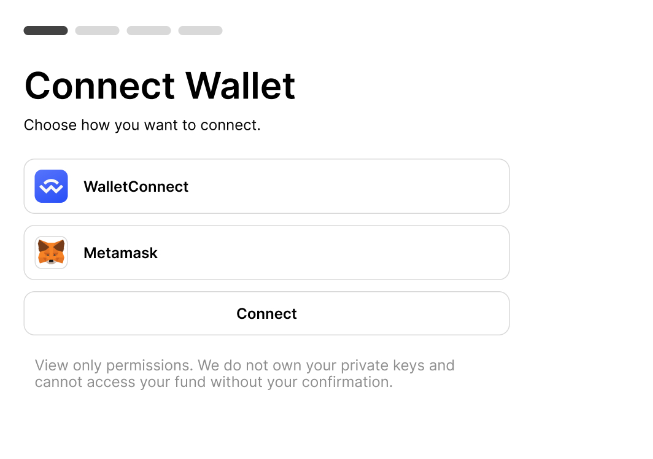 Connect Wallet
Choose how you want to connect.
WalletConnect
Metamask
Connect
View only permissions. We do not own your private keys and
cannot access your fund without your confirmation.